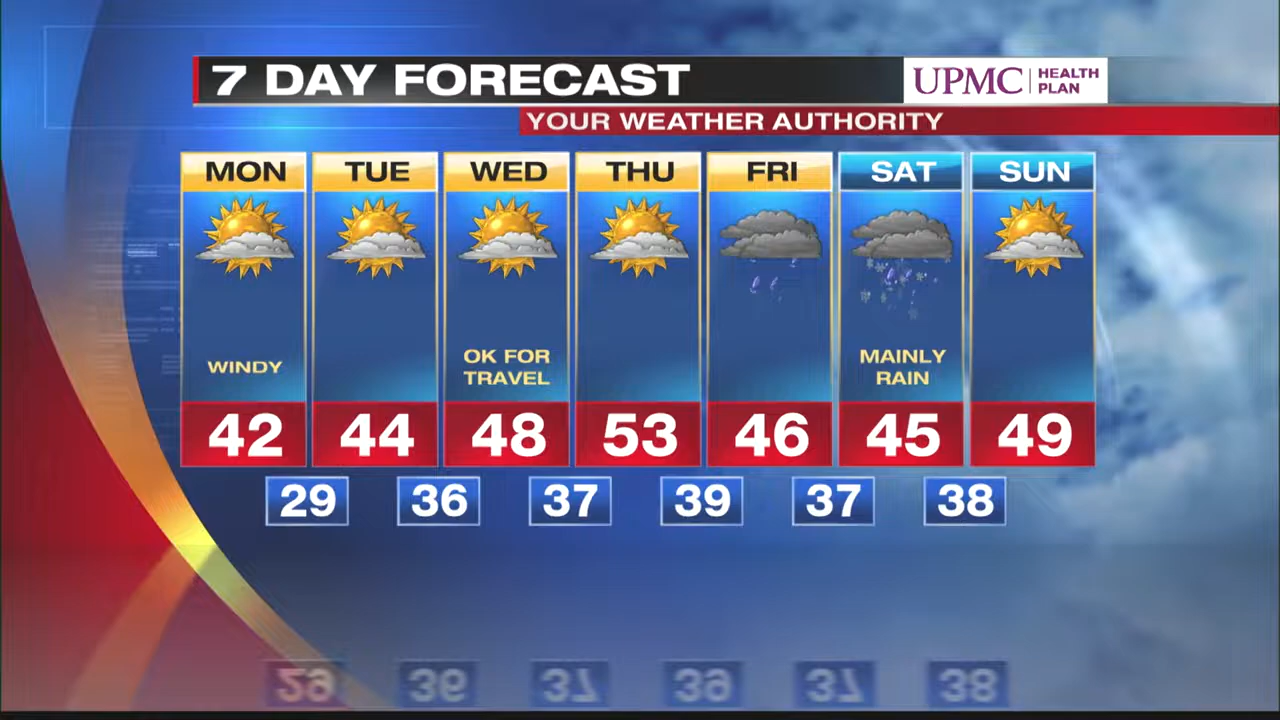 7 DAY FORECAST
UPMC HEALTH PLAN
YOUR WEATHER AUTHORITY
MON TUE WED THU FRI SAT SUN
WINDY
OK FOR TRAVEL
MAINLY RAIN
42 44 48 53 46 45 49
29 36 37 39 37 38